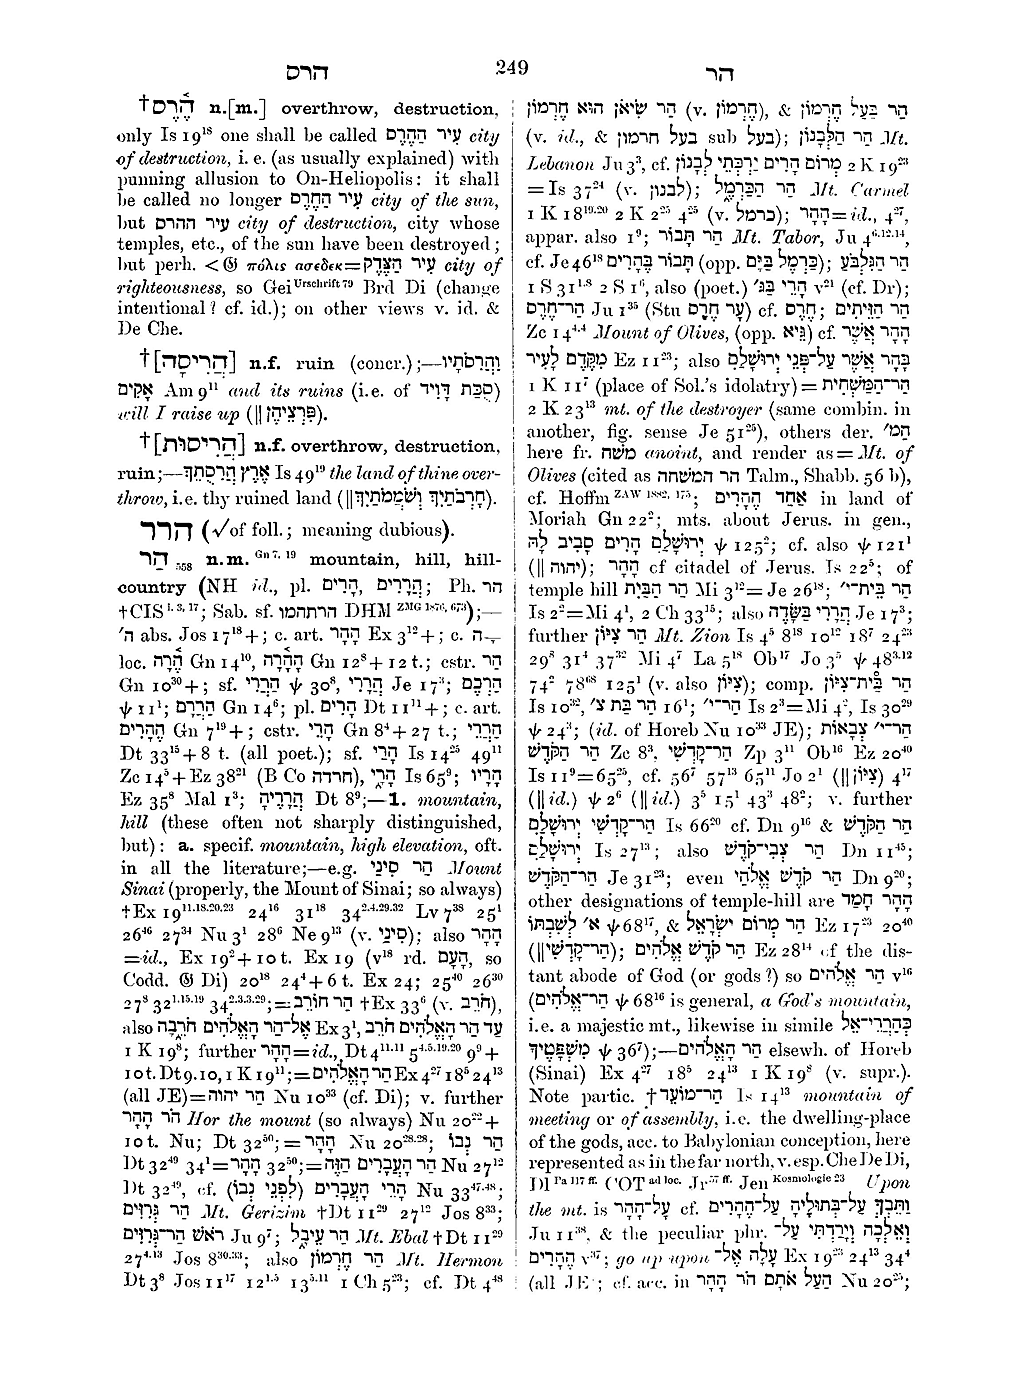 הרס 249 הר
†הֶ֫רֶס n.[m.] overthrow, destruction,
only Is 19¹⁸ one shall be called עִיר הַהֶרֶס city
of destruction, i. e. (as usually explained) with
punning allusion to On-Heliopolis: it shall
be called no longer עִיר הַחֶרֶס city of the sun,
but עיר ההרס city of destruction, city whose
temples, etc., of the sun have been destroyed;
but perh. < 𝔊 πόλις ασεδεκ=עִיר הַצֶּדֶק city of
righteousness, so Gei Urschrift 79 Brd Di (change
intentional? cf. id.); on other views v. id. &
De Che.
†[הֲרִיסָה] n.f. ruin (concr.);—וַהֲרִסֹתָיו
אָקִים Am 9¹¹ and its ruins (i.e. of סֻכַּת דָּוִיד)
will I raise up (‖ פִּרְצֵיהֶן).
†[הֲרִיסוּת] n.f. overthrow, destruction,
ruin;—אֶרֶץ הֲרִסֻתֵךְ Is 49¹⁹ the land of thine over-
throw, i.e. thy ruined land (‖ חָרְבֹתַיִךְ וְשֹׁמְמֹתַיִךְ).
הרר (√of foll.; meaning dubious).
הַר 558 n.m. Gn 7, 19 mountain, hill, hill-
country (NH id., pl. הָרִים, הֲרָרִים; Ph. הר
†CIS I. 3, 17; Sab. sf. הרתהמו DHM ZMG 1876, 673);—
ה׳ abs. Jos 17¹⁸+; c. art. הָהָר Ex 3¹²+; c. ־ָה
loc. הֶ֫רָה Gn 14¹⁰, הָהָ֫רָה Gn 12⁸+12 t.; cstr. הַר
Gn 10³⁰+; sf. הַרֲרִי ψ 30⁸, הֲרָרִי Je 17³; הַרְכֶם
ψ 11¹; הַרֲרָם Gn 14⁶; pl. הָרִים Dt 11¹¹+; c. art.
הֶהָרִים Gn 7¹⁹+; cstr. הָרֵי Gn 8⁴+27 t.; הַרֲרֵי
Dt 33¹⁵+8 t. (all poet.); sf. הָרַי Is 14²⁵ 49¹¹
Zc 14⁵+Ez 38²¹ (B Co חרדה), הָרָי Is 65⁹; הָרָיו
Ez 35⁸ Mal 1³; הֲרָרֶיהָ Dt 8⁹;—1. mountain,
hill (these often not sharply distinguished,
but): a. specif. mountain, high elevation, oft.
in all the literature;—e.g. הַר סִינַי Mount
Sinai (properly, the Mount of Sinai; so always)
†Ex 19¹¹·¹⁸·²⁰·²³ 24¹⁶ 31¹⁸ 34²·⁴·²⁹·³² Lv 7³⁸ 25¹
26⁴⁶ 27³⁴ Nu 3¹ 28⁶ Ne 9¹³ (v. סִינַי); also הָהָר
=id., Ex 19²+10 t. Ex 19 (v¹⁸ rd. הָעָם, so
Codd. 𝔊 Di) 20¹⁸ 24⁴+6 t. Ex 24; 25⁴⁰ 26³⁰
27⁸ 32¹·¹⁵·¹⁹ 34²·³·³·²⁹;=הַר חוֹרֵב †Ex 33⁶ (v. חֹרֵב),
also אֶל־הַר הָאֱלֹהִים חֹרֵבָה Ex 3¹, עַד הַר הָאֱלֹהִים חֹרֵב
1 K 19⁸; further הָהָר=id., Dt 4¹¹·¹¹ 5⁴·⁵·¹⁹·²⁰ 9⁹+
10 t. Dt 9. 10, 1 K 19¹¹;=הַר הָאֱלֹהִים Ex 4²⁷ 18⁵ 24¹³
(all JE)=הַר יהוה Nu 10³³ (cf. Di); v. further
הֹר הָהָר Hor the mount (so always) Nu 20²²+
10 t. Nu; Dt 32⁵⁰;=הָהָר Nu 20²⁸·²⁸; הַר נְבוֹ
Dt 32⁴⁹ 34¹=הָהָר 32⁵⁰;=הַר הָעֲבָרִים הַזֶּה Nu 27¹²
Dt 32⁴⁹, cf. הָרֵי הָעֲבָרִים (לִפְנֵי נְבוֹ) Nu 33⁴⁷·⁴⁸;
הַר גְּרִזִּים Mt. Gerizim †Dt 11²⁹ 27¹² Jos 8³³;
רֹאשׁ הַר־גְּרִזִּים Ju 9⁷; הַר עֵיבָל Mt. Ebal †Dt 11²⁹
27⁴·¹³ Jos 8³⁰·³³; also הַר חֶרְמוֹן Mt. Hermon
Dt 3⁸ Jos 11¹⁷ 12¹·⁵ 13⁵·¹¹ 1 Ch 5²³; cf. Dt 4⁴⁸
הַר שִׂיאֹן הוּא חֶרְמוֹן (v. חֶרְמוֹן), & הַר בַּעַל חֶרְמוֹן
(v. id., & בעל חרמון sub בעל); הַר הַלְּבָנוֹן Mt.
Lebanon Ju 3³, cf. מְרוֹם הָרִים יַרְכְּתֵי לְבָנוֹן 2 K 19²³
=Is 37²⁴ (v. לבנון); הַר הַכַּרְמֶל Mt. Carmel
1 K 18¹⁹·²⁰ 2 K 2²⁵ 4²⁵ (v. כרמל); הָהָר=id., 4²⁷,
appar. also 1⁹; הַר תָּבוֹר Mt. Tabor, Ju 4⁶·¹²·¹⁴,
cf. Je 46¹⁸ תָּבוֹר בֶּהָרִים (opp. כַּרְמֶל בַּיָּם); הַר הַגִּלְבֹּעַ
1 S 31¹·⁸ 2 S 1⁶, also (poet.) הָרֵי בַגּ׳ v²¹ (cf. Dr);
הַר־חֶרֶס Ju 1³⁵ (Stu עָר חֶרֶס) cf. חֶרֶס; הַר הַזֵּיתִים
Zc 14⁴·⁴ Mount of Olives, (opp. גַּיְא) cf. הָהָר אֲשֶׁר
מִקֶּדֶם לָעִיר Ez 11²³; also בָּהָר אֲשֶׁר עַל־פְּנֵי יְרוּשָׁלַםִ
1 K 11⁷ (place of Sol.'s idolatry)=הַר־הַמַּשְׁחִית
2 K 23¹³ mt. of the destroyer (same combin. in
another, fig. sense Je 51²⁵), others der. הַמּ׳
here fr. משׁח anoint, and render as=Mt. of
Olives (cited as הר המשחה Talm., Shabb. 56 b),
cf. Hoffm ZAW 1882, 175; אַחַד הֶהָרִים in land of
Moriah Gn 22²; mts. about Jerus. in gen.,
יְרוּשָׁלַםִ הָרִים סָבִיב לָהּ ψ 125²; cf. also ψ 121¹
(‖ יהוה); הָהָר cf citadel of Jerus. Is 22⁵; of
temple hill הַר הַבַּיִת Mi 3¹²=Je 26¹⁸; הַר בֵּית־י׳
Is 2²=Mi 4¹, 2 Ch 33¹⁵; also הֲרָרִי בַּשָּׂדֶה Je 17³;
further הַר צִיּוֹן Mt. Zion Is 4⁵ 8¹⁸ 10¹² 18⁷ 24²³
29⁸ 31⁴ 37³² Mi 4⁷ La 5¹⁸ Ob¹⁷ Jo 3⁵ ψ 48³·¹²
74² 78⁶⁸ 125¹ (v. also צִיּוֹן); comp. הַר בֵּית־צִיּוֹן
Is 10³², הַר בַּת צ׳ 16¹; הַר־י׳ Is 2³=Mi 4², Is 30²⁹
ψ 24³; (id. of Horeb Nu 10³³ JE); הַר־י׳ צְבָאוֹת
הַר הַקֹּדֶשׁ Zc 8³, הַר־קָדְשִׁי Zp 3¹¹ Ob¹⁶ Ez 20⁴⁰
Is 11⁹=65²⁵, cf. 56⁷ 57¹³ 65¹¹ Jo 2¹ (‖ צִיּוֹן) 4¹⁷
(‖ id.) ψ 2⁶ (‖ id.) 3⁵ 15¹ 43³ 48²; v. further
הַר־קָדְשִׁי יְרוּשָׁלַםִ Is 66²⁰ cf. Dn 9¹⁶ & הַר הַקֹּדֶשׁ
יְרוּשָׁלַםִ Is 27¹³; also הַר צְבִי־קֹדֶשׁ Dn 11⁴⁵;
הַר־הַקֹּדֶשׁ Je 31²³; even הַר קֹדֶשׁ אֱלֹהַי Dn 9²⁰;
other designations of temple-hill are הָהָר חָמַד
א׳ לְשִׁבְתּוֹ ψ 68¹⁷, & הַר מְרוֹם יִשְׂרָאֵל Ez 17²³ 20⁴⁰
(‖ הַר־קָדְשִׁי); הַר קֹדֶשׁ אֱלֹהִים Ez 28¹⁴ of the dis-
tant abode of God (or gods?) so הַר אֱלֹהִים v¹⁶
(הַר־אֱלֹהִים ψ 68¹⁶ is general, a God's mountain,
i.e. a majestic mt., likewise in simile כְּהַרְרֵי־אֵל
מִשְׁפָּטֶיךָ ψ 36⁷);—הַר הָאֱלֹהִים elsewh. of Horeb
(Sinai) Ex 4²⁷ 18⁵ 24¹³ 1 K 19⁸ (v. supr.).
Note partic. †הַר־מוֹעֵד Is 14¹³ mountain of
meeting or of assembly, i.e. the dwelling-place
of the gods, acc. to Babylonian conception, here
represented as in the far north, v. esp. Che De Di,
Dl Pa 117 ff. COT ad loc. Jr 57 ff. Jen Kosmologie 23 Upon
the mt. is עַל־הָהָר cf. עַל־הֶהָרִים וְתֵבְךְּ עַל־בְּתוּלֶיהָ
Ju 11³⁸, & the peculiar phr. וְאֵלְכָה וְיָרַדְתִּי עַל־
הֶהָרִים v³⁷; go up upon עָלָה אֶל־ Ex 19²³ 24¹³ 34⁴
(all JE); cf. acc. in הַעַל אֹתָם הֹר הָהָר Nu 20²⁵;